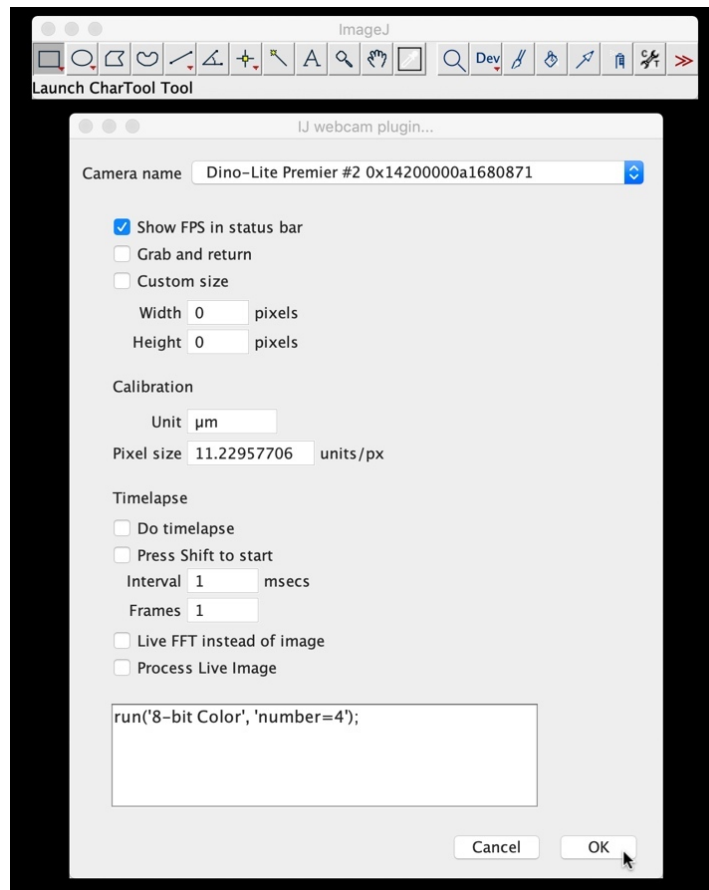 ImageJ
A Dev C T
Launch CharTool Tool
IJ webcam plugin...
Camera name Dino-Lite Premier #2 0x14200000a1680871
Show FPS in status bar
Grab and return
Custom size
Width 0 pixels
Height 0 pixels
Calibration
Unit µm
Pixel size 11.22957706 units/px
Timelapse
Do timelapse
Press Shift to start
Interval 1 msecs
Frames 1
Live FFT instead of image
Process Live Image
run('8-bit Color', 'number=4');
Cancel OK